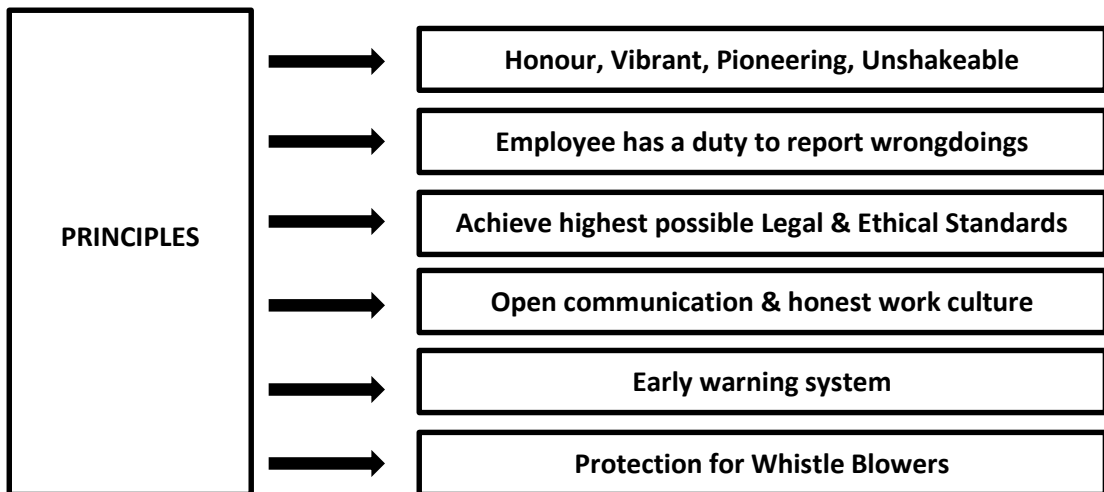 PRINCIPLES
Honour, Vibrant, Pioneering, Unshakeable
Employee has a duty to report wrongdoings
Achieve highest possible Legal & Ethical Standards
Open communication & honest work culture
Early warning system
Protection for Whistle Blowers